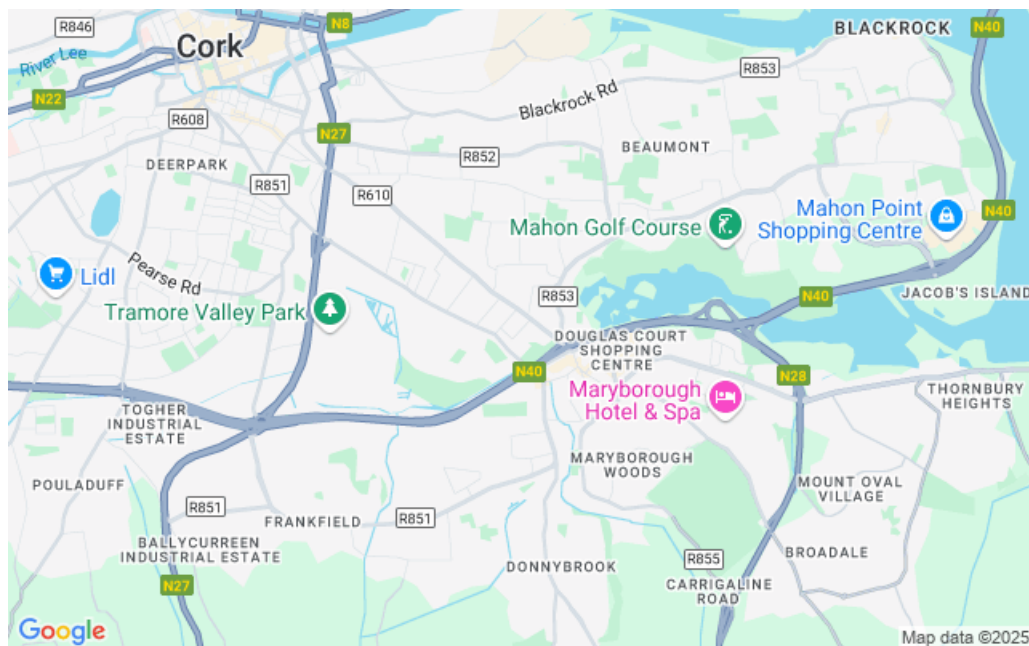 R846
N8
BLACKROCK
N40
Cork
River Lee
R853
N22
Blackrock Rd
R608
N27
BEAUMONT
R852
DEERPARK
R851
R610
Mahon Point
Shopping Centre
N40
Mahon Golf Course
Pearse Rd
Lidl
R853
N40
JACOB'S ISLAND
Tramore Valley Park
DOUGLAS COURT
SHOPPING
CENTRE
N40
N28
Maryborough
Hotel & Spa
THORNBURY
HEIGHTS
TOGHER
INDUSTRIAL
ESTATE
MARYBOROUGH
WOODS
POULADUFF
MOUNT OVAL
VILLAGE
R851
FRANKFIELD
R851
BALLYCURREEN
INDUSTRIAL ESTATE
BROADALE
R855
DONNYBROOK
N27
CARRIGALINE
ROAD
Google
Map data ©2025